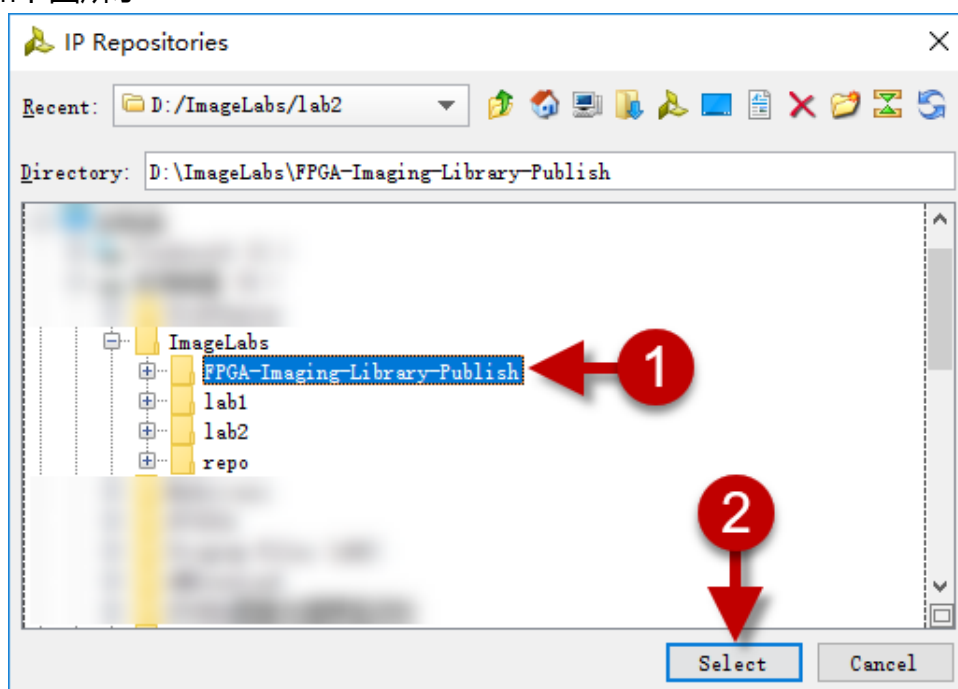 IP Repositories
Recent: D:/ImageLabs/lab2
Directory: D:\ImageLabs\FPGA-Imaging-Library-Publish
ImageLabs
FPGA-Imaging-Library-Publish
1
lab1
lab2
repo
2
Select Cancel